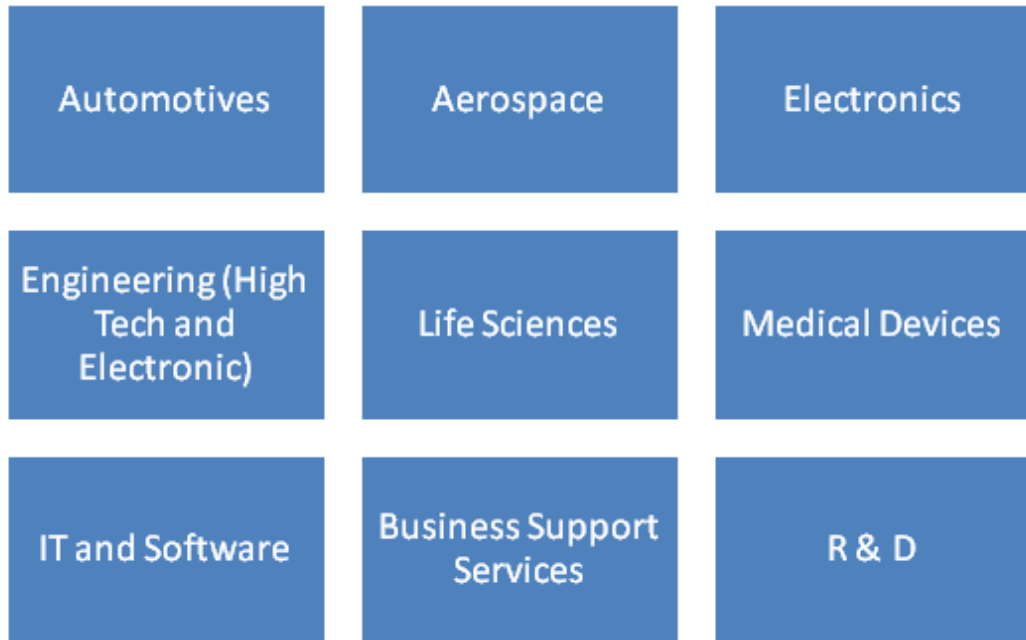 Automotives
Aerospace
Electronics
Engineering (High
Tech and
Electronic)
Life Sciences
Medical Devices
IT and Software
Business Support
Services
R & D